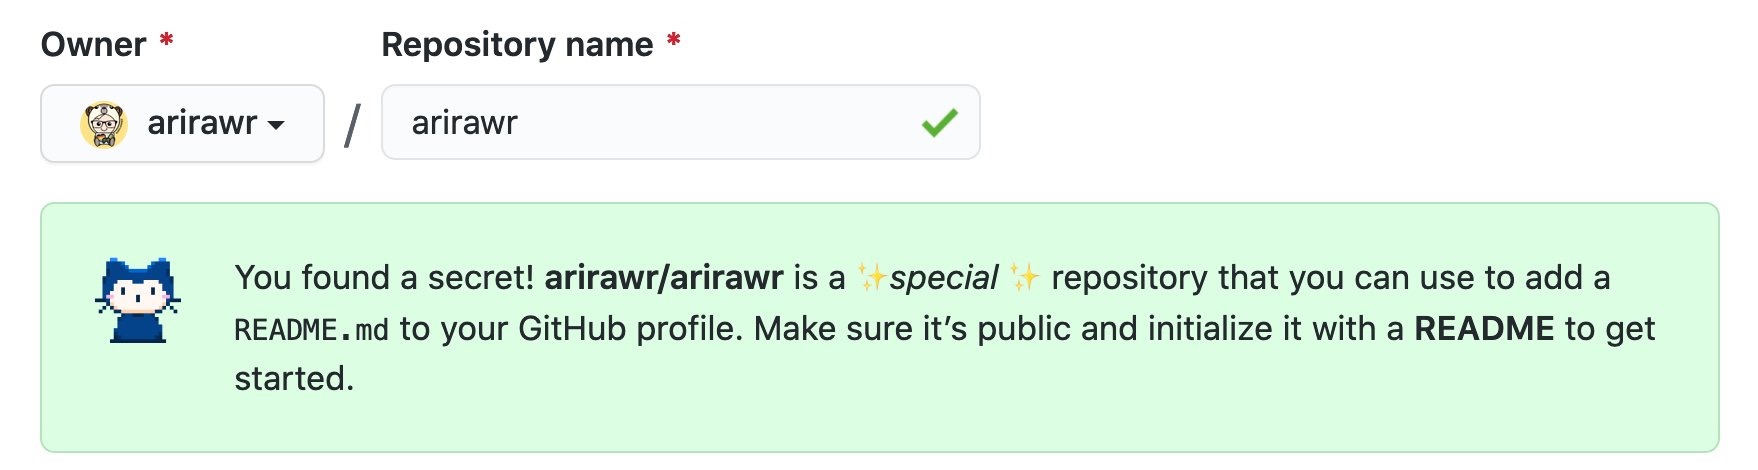 Owner *
Repository name *
arirawr / arirawr
You found a secret! arirawr/arirawr is a ✨special ✨ repository that you can use to add a
README.md to your GitHub profile. Make sure it’s public and initialize it with a README to get
started.